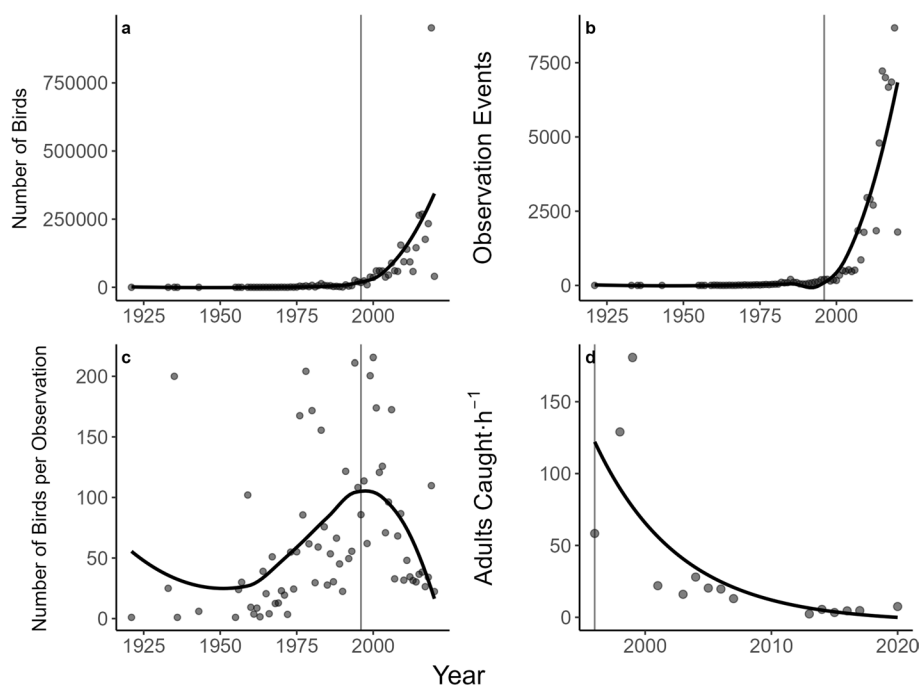 a
Number of Birds
750000
500000
250000
0
1925 1950 1975 2000
b
Observation Events
7500
5000
2500
0
1925 1950 1975 2000
c
Number of Birds per Observation
200
150
100
50
0
1925 1950 1975 2000
d
Adults Caught·h⁻¹
150
100
50
0
2000 2010 2020
Year